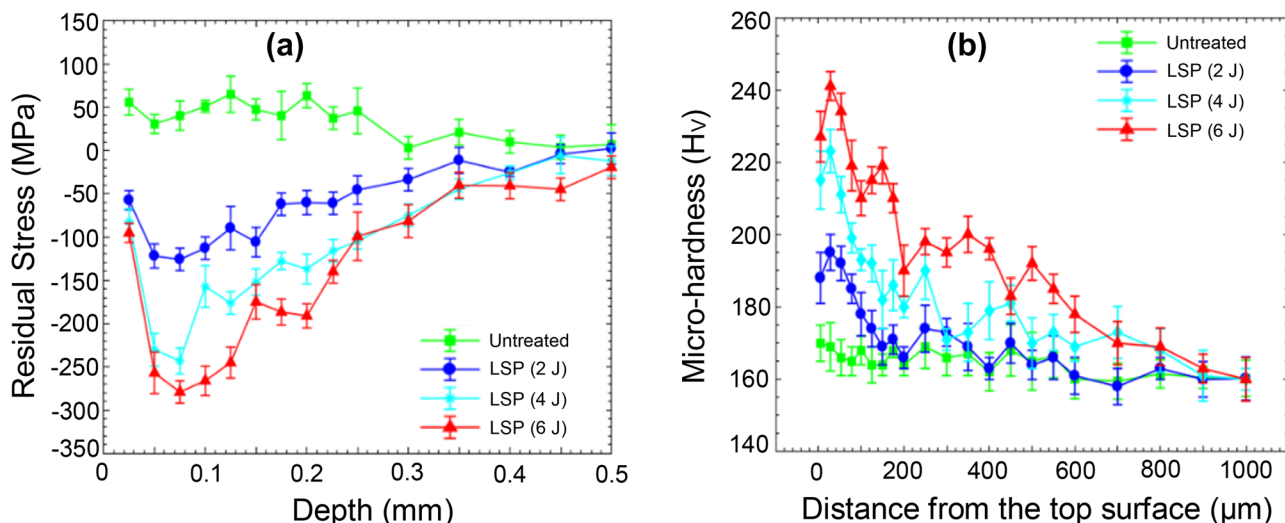 (a)
Residual Stress (MPa)
150
100
50
0
-50
-100
-150
-200
-250
-300
-350
0
0.1
0.2
0.3
0.4
0.5
Depth (mm)
Untreated
LSP (2 J)
LSP (4 J)
LSP (6 J)
(b)
Micro-hardness (Hv)
260
240
220
200
180
160
140
0
200
400
600
800
1000
Distance from the top surface (µm)
Untreated
LSP (2 J)
LSP (4 J)
LSP (6 J)